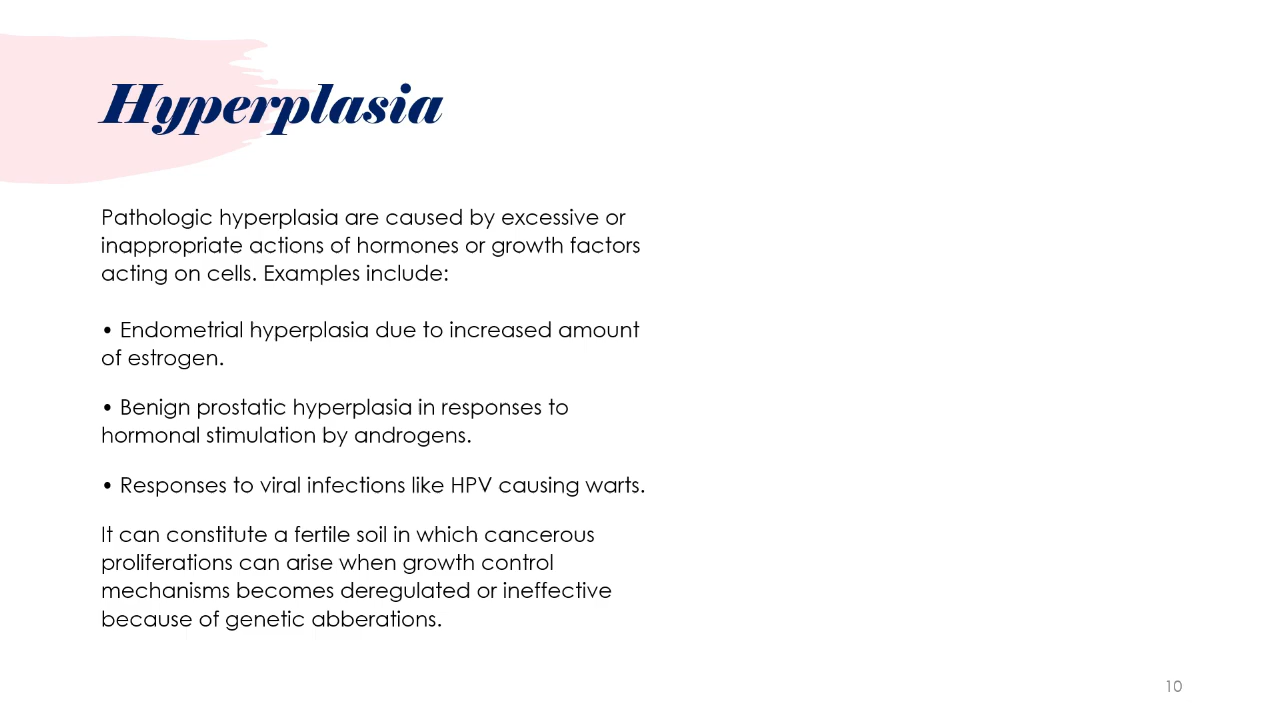 Hyperplasia
Pathologic hyperplasia are caused by excessive or
inappropriate actions of hormones or growth factors
acting on cells. Examples include:
• Endometrial hyperplasia due to increased amount
of estrogen.
• Benign prostatic hyperplasia in responses to
hormonal stimulation by androgens.
• Responses to viral infections like HPV causing warts.
It can constitute a fertile soil in which cancerous
proliferations can arise when growth control
mechanisms becomes deregulated or ineffective
because of genetic abberations.
10